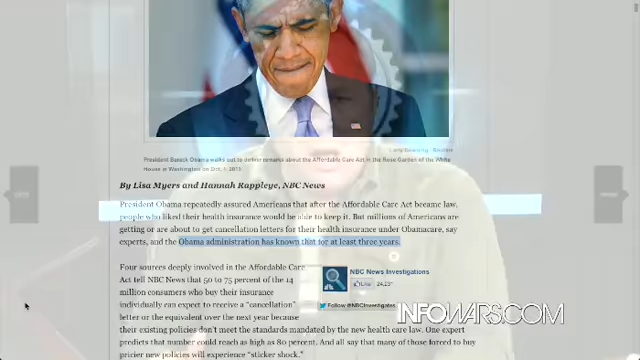 Larry Downing / Reuters
President Barack Obama walks out to deliver remarks about the Affordable Care Act in the Rose Garden of the White
House in Washington on Oct. 1, 2013
By Lisa Myers and Hannah Rappleye, NBC News
President Obama repeatedly assured Americans that after the Affordable Care Act became law,
people who liked their health insurance would be able to keep it. But millions of Americans are
getting or are about to get cancellation letters for their health insurance under Obamacare, say
experts, and the Obama administration has known that for at least three years.
Four sources deeply involved in the Affordable Care
Act tell NBC News that 50 to 75 percent of the 14
million consumers who buy their insurance
individually can expect to receive a “cancellation”
letter or the equivalent over the next year because
their existing policies don’t meet the standards mandated by the new health care law. One expert
predicts that number could reach as high as 80 percent. And all say that many of those forced to buy
pricier new policies will experience “sticker shock.”
NBC News Investigations
Like
Follow @NBCInvestigates
INFOWARS.COM